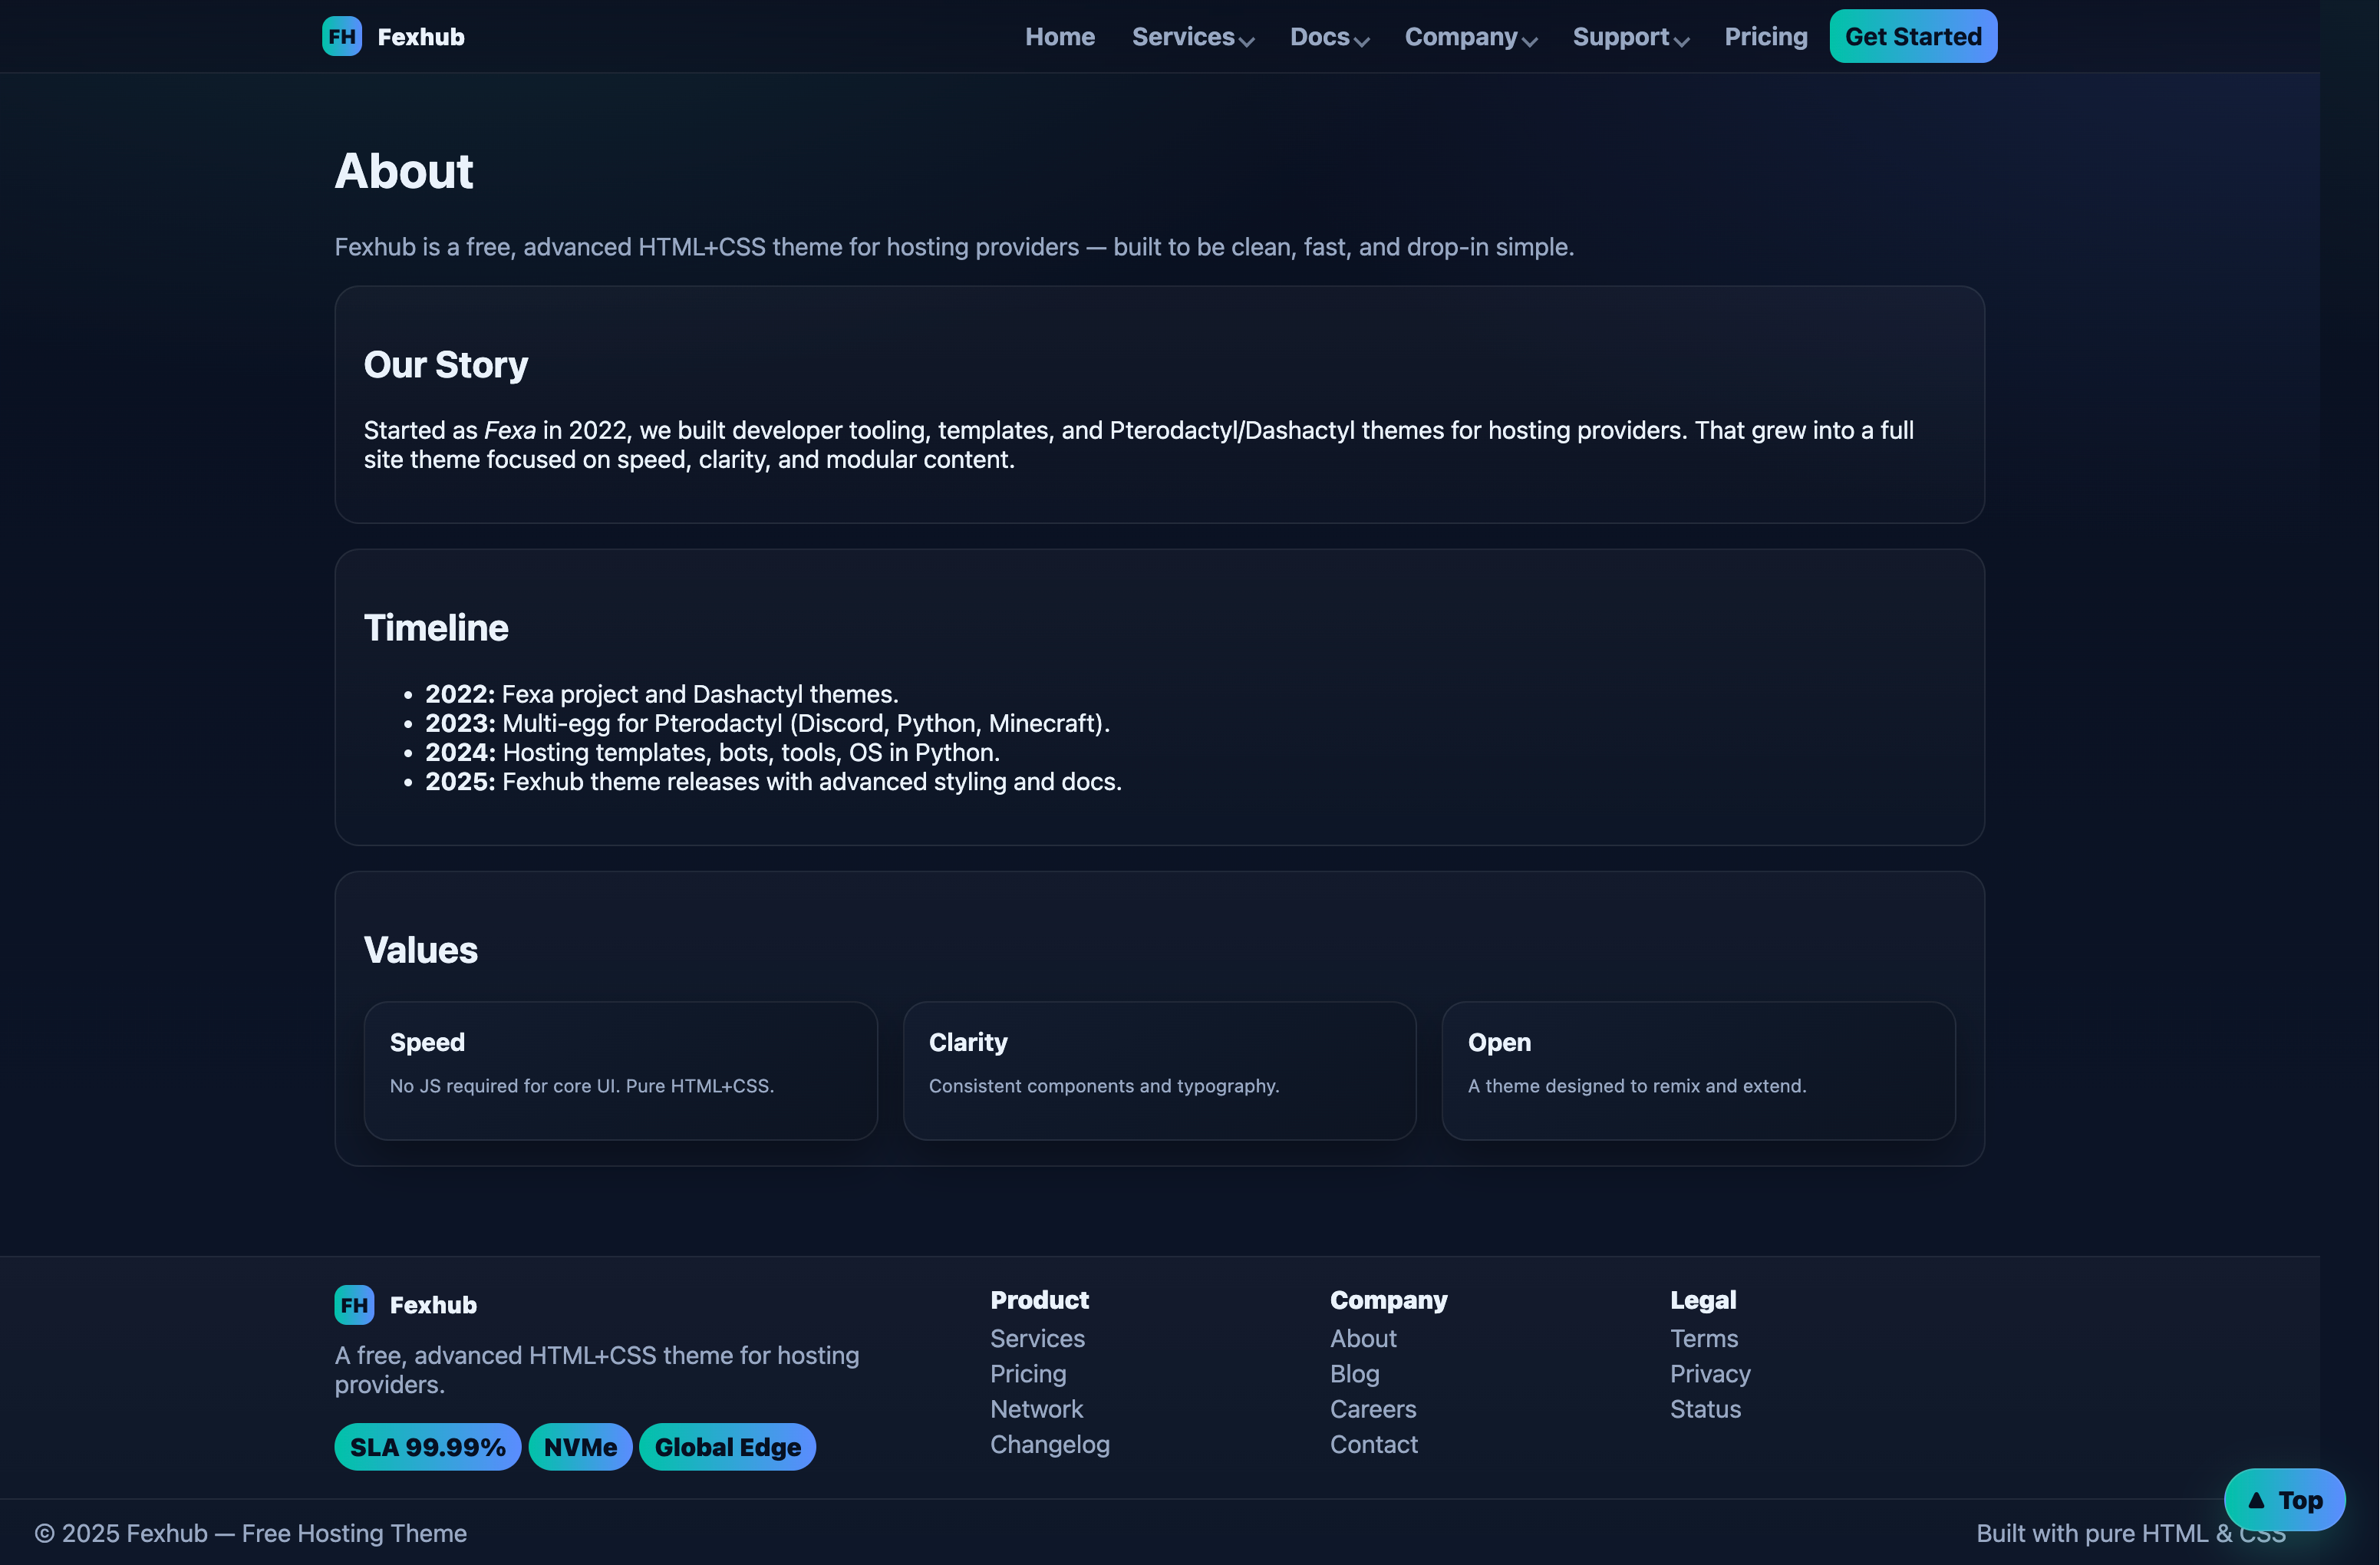 FH Fexhub Home Services Docs Company Support Pricing Get Started
About
Fexhub is a free, advanced HTML+CSS theme for hosting providers — built to be clean, fast, and drop-in simple.
Our Story
Started as Fexa in 2022, we built developer tooling, templates, and Pterodactyl/Dashactyl themes for hosting providers. That grew into a full
site theme focused on speed, clarity, and modular content.
Timeline
• 2022: Fexa project and Dashactyl themes.
• 2023: Multi-egg for Pterodactyl (Discord, Python, Minecraft).
• 2024: Hosting templates, bots, tools, OS in Python.
• 2025: Fexhub theme releases with advanced styling and docs.
Values
Speed
No JS required for core UI. Pure HTML+CSS.
Clarity
Consistent components and typography.
Open
A theme designed to remix and extend.
FH Fexhub
A free, advanced HTML+CSS theme for hosting
providers.
SLA 99.99% NVMe Global Edge
Product
Services
Pricing
Network
Changelog
Company
About
Blog
Careers
Contact
Legal
Terms
Privacy
Status
▲ Top
© 2025 Fexhub — Free Hosting Theme
Built with pure HTML & CSS